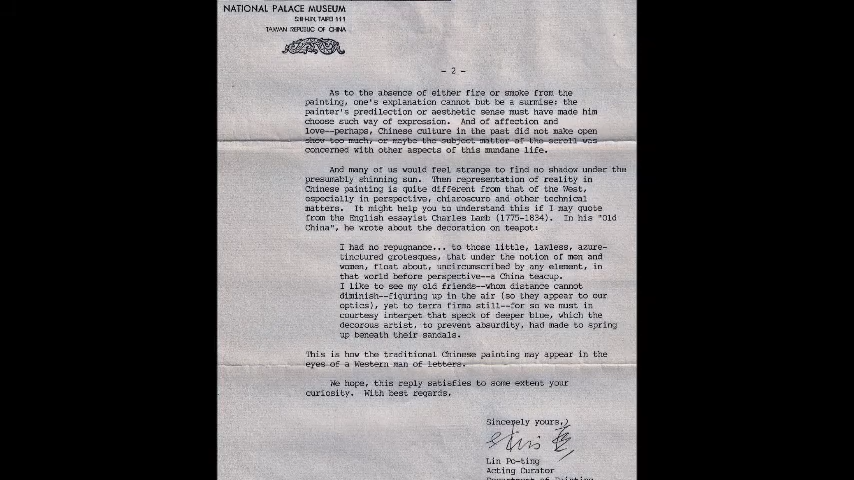 NATIONAL PALACE MUSEUM
SHIH-LIN, TAIPEI 111
TAIWAN REPUBLIC OF CHINA
- 2 -
As to the absence of either fire or smoke from the
painting, one's explanation cannot but be a surmise: the
painter's predilection or aesthetic sense must have made him
choose such way of expression. And of affection and
love--perhaps, Chinese culture in the past did not make open
show too much, or maybe the subject matter of the scroll was
concerned with other aspects of this mundane life.
And many of us would feel strange to find no shadow under the
presumably shinning sun. Then representation of reality in
Chinese painting is quite different from that of the West,
especially in perspective, chiaroscuro and other technical
matters. It might help you to understand this if I may quote
from the English essayist Charles Lamb (1775-1834). In his "Old
China", he wrote about the decoration on teapot:
I had no repugnance... to those little, lawless, azure-
tinctured grotesques, that under the notion of men and
women, float about, uncircumscribed by any element, in
that world before perspective--a China teacup.
I like to see my old friends--whom distance cannot
diminish--figuring up in the air (so they appear to our
optics), yet to terra firma still--for so we must in
courtesy interpet that speck of deeper blue, which the
decorous artist, to prevent absurdity, had made to spring
up beneath their sandals.
This is how the traditional Chinese painting may appear in the
eyes of a Western man of letters.
We hope, this reply satisfies to some extent your
curiosity. With best regards,
Sincerely yours,
Lin Po-ting
Acting Curator
Department of Painting